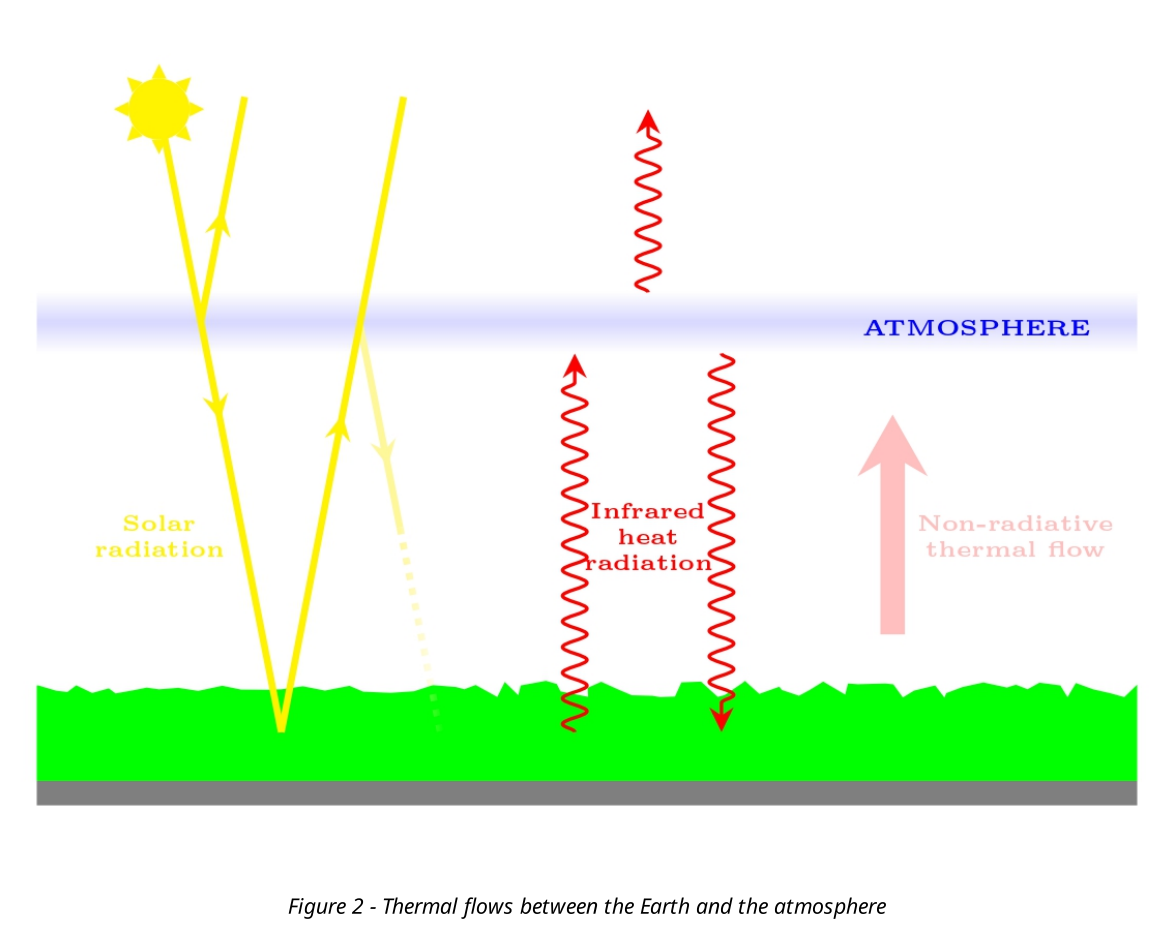 ATMOSPHERE
Solar
radiation
Infrared
heat
radiation
Non-radiative
thermal flow
Figure 2 - Thermal flows between the Earth and the atmosphere